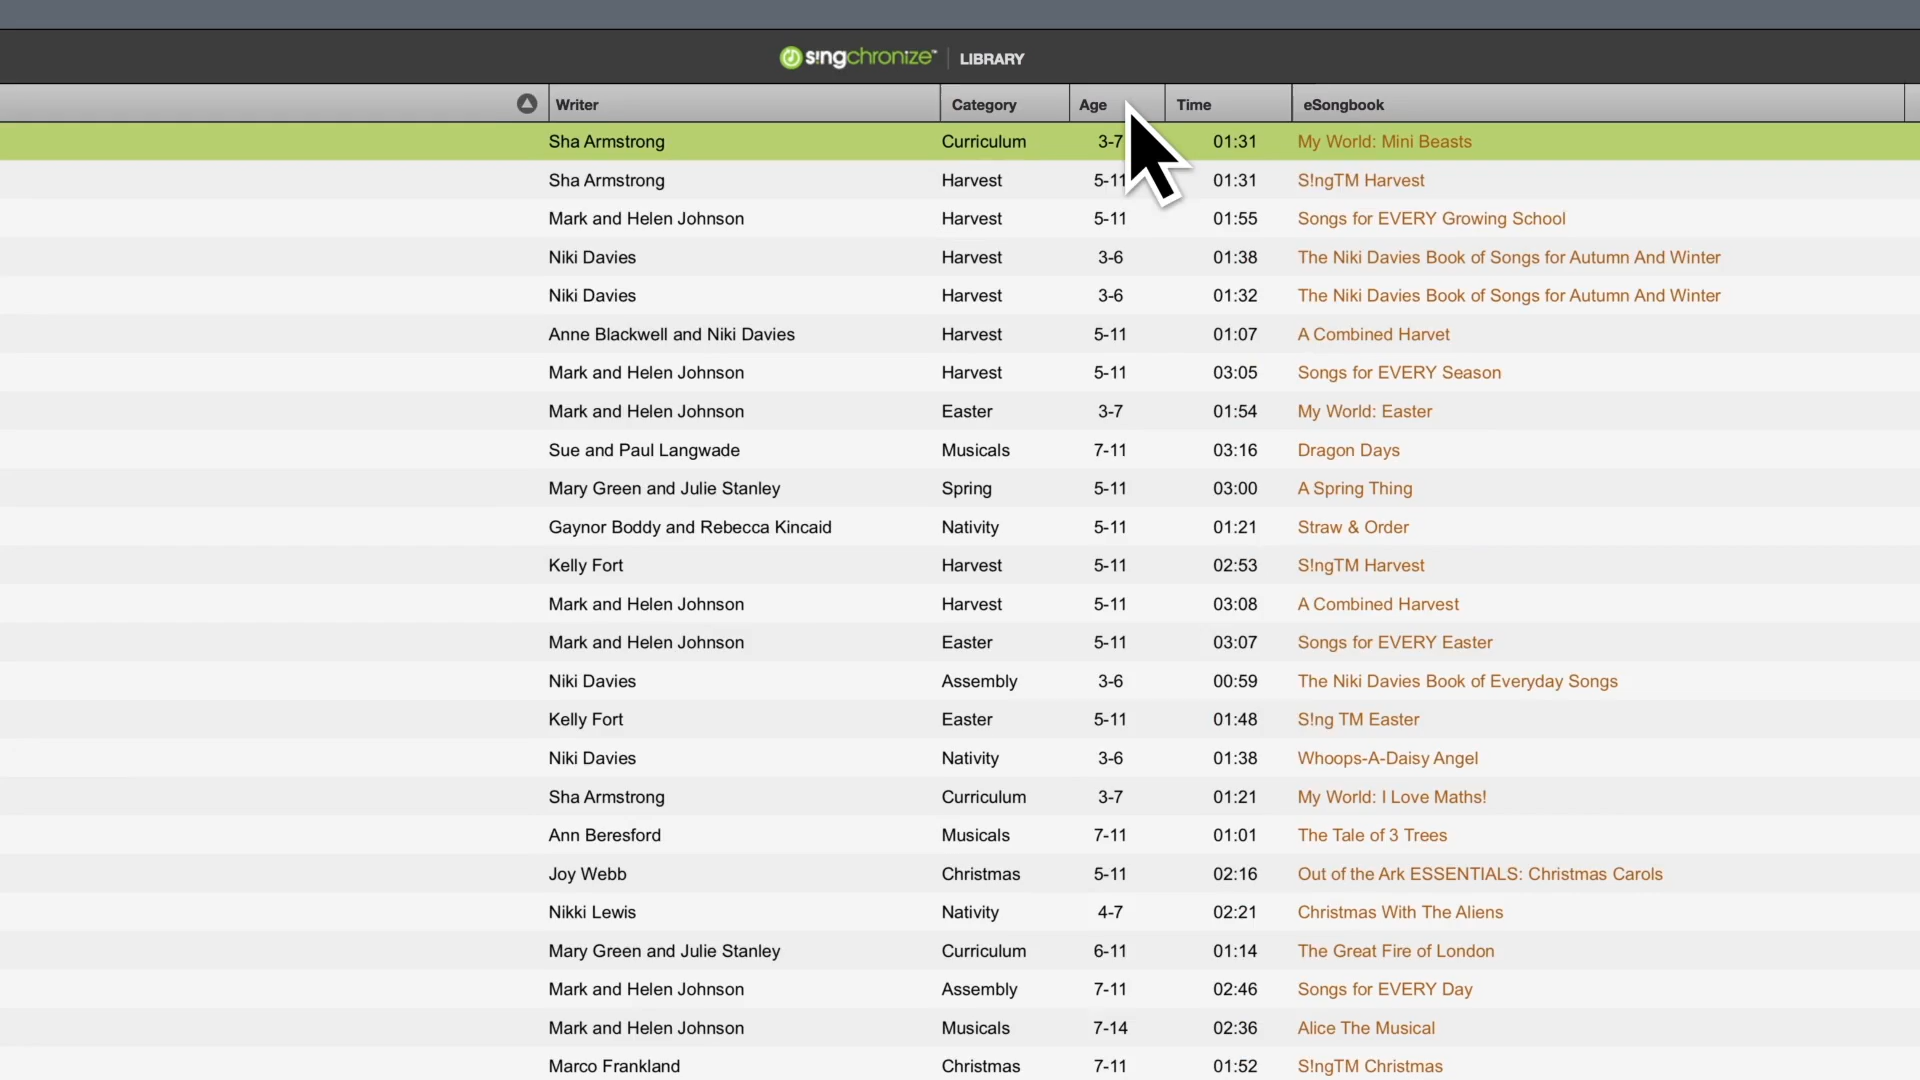 s!ngchronize™ LIBRARY
Writer Category Age Time eSongbook
Sha Armstrong Curriculum 3-7 01:31 My World: Mini Beasts
Sha Armstrong Harvest 5-11 01:31 S!ngTM Harvest
Mark and Helen Johnson Harvest 5-11 01:55 Songs for EVERY Growing School
Niki Davies Harvest 3-6 01:38 The Niki Davies Book of Songs for Autumn And Winter
Niki Davies Harvest 3-6 01:32 The Niki Davies Book of Songs for Autumn And Winter
Anne Blackwell and Niki Davies Harvest 5-11 01:07 A Combined Harvet
Mark and Helen Johnson Harvest 5-11 03:05 Songs for EVERY Season
Mark and Helen Johnson Easter 3-7 01:54 My World: Easter
Sue and Paul Langwade Musicals 7-11 03:16 Dragon Days
Mary Green and Julie Stanley Spring 5-11 03:00 A Spring Thing
Gaynor Boddy and Rebecca Kincaid Nativity 5-11 01:21 Straw & Order
Kelly Fort Harvest 5-11 02:53 S!ngTM Harvest
Mark and Helen Johnson Harvest 5-11 03:08 A Combined Harvest
Mark and Helen Johnson Easter 5-11 03:07 Songs for EVERY Easter
Niki Davies Assembly 3-6 00:59 The Niki Davies Book of Everyday Songs
Kelly Fort Easter 5-11 01:48 S!ng TM Easter
Niki Davies Nativity 3-6 01:38 Whoops-A-Daisy Angel
Sha Armstrong Curriculum 3-7 01:21 My World: I Love Maths!
Ann Beresford Musicals 7-11 01:01 The Tale of 3 Trees
Joy Webb Christmas 5-11 02:16 Out of the Ark ESSENTIALS: Christmas Carols
Nikki Lewis Nativity 4-7 02:21 Christmas With The Aliens
Mary Green and Julie Stanley Curriculum 6-11 01:14 The Great Fire of London
Mark and Helen Johnson Assembly 7-11 02:46 Songs for EVERY Day
Mark and Helen Johnson Musicals 7-14 02:36 Alice The Musical
Marco Frankland Christmas 7-11 01:52 S!ngTM Christmas